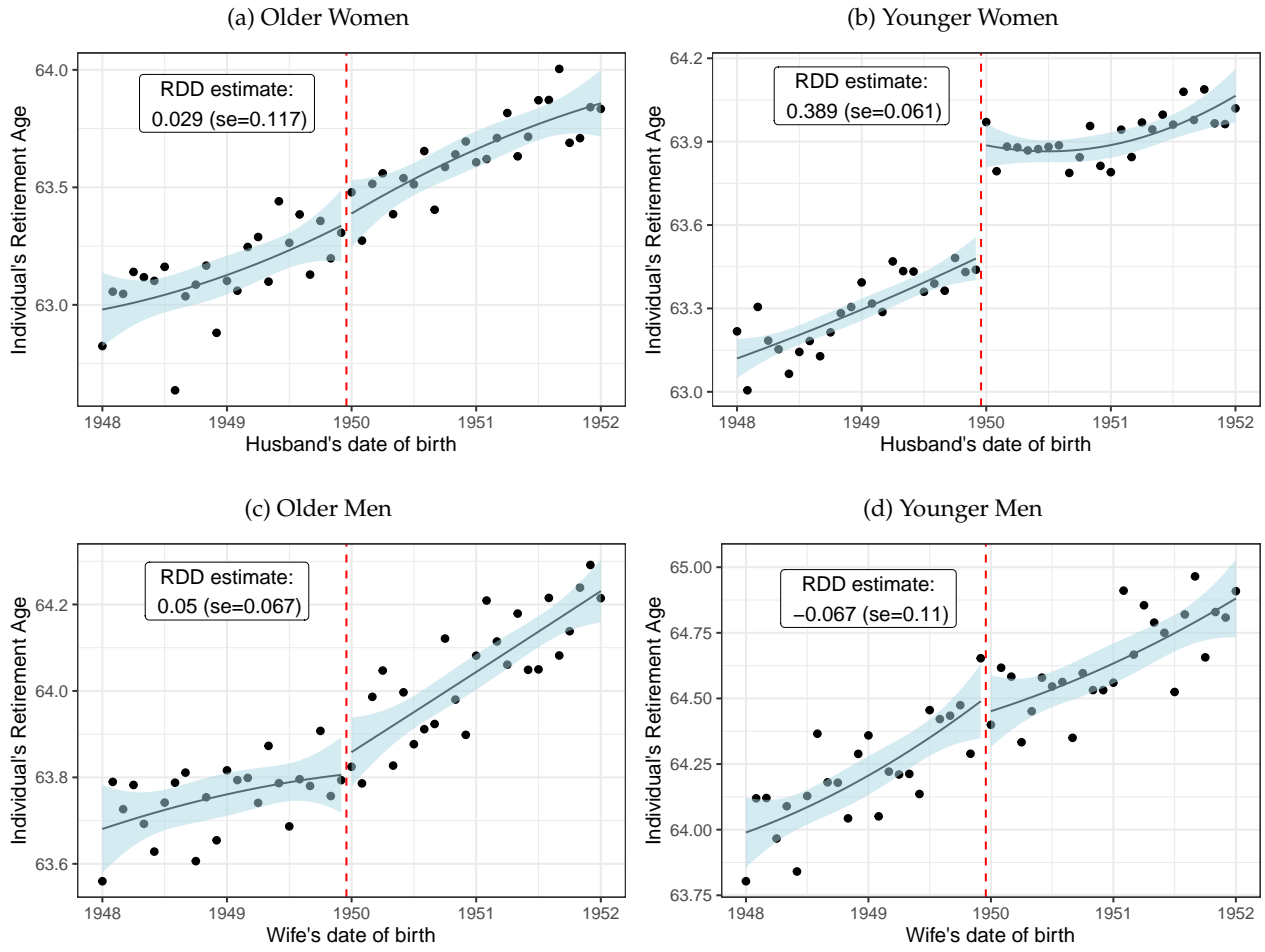 (a) Older Women
Individual's Retirement Age
64.0
63.5
63.0
RDD estimate:
0.029 (se=0.117)
1948 1949 1950 1951 1952
Husband's date of birth
(b) Younger Women
Individual's Retirement Age
64.2
63.9
63.6
63.3
63.0
RDD estimate:
0.389 (se=0.061)
1948 1949 1950 1951 1952
Husband's date of birth
(c) Older Men
Individual's Retirement Age
64.2
64.0
63.8
63.6
RDD estimate:
0.05 (se=0.067)
1948 1949 1950 1951 1952
Wife's date of birth
(d) Younger Men
Individual's Retirement Age
65.00
64.75
64.50
64.25
64.00
63.75
RDD estimate:
−0.067 (se=0.11)
1948 1949 1950 1951 1952
Wife's date of birth